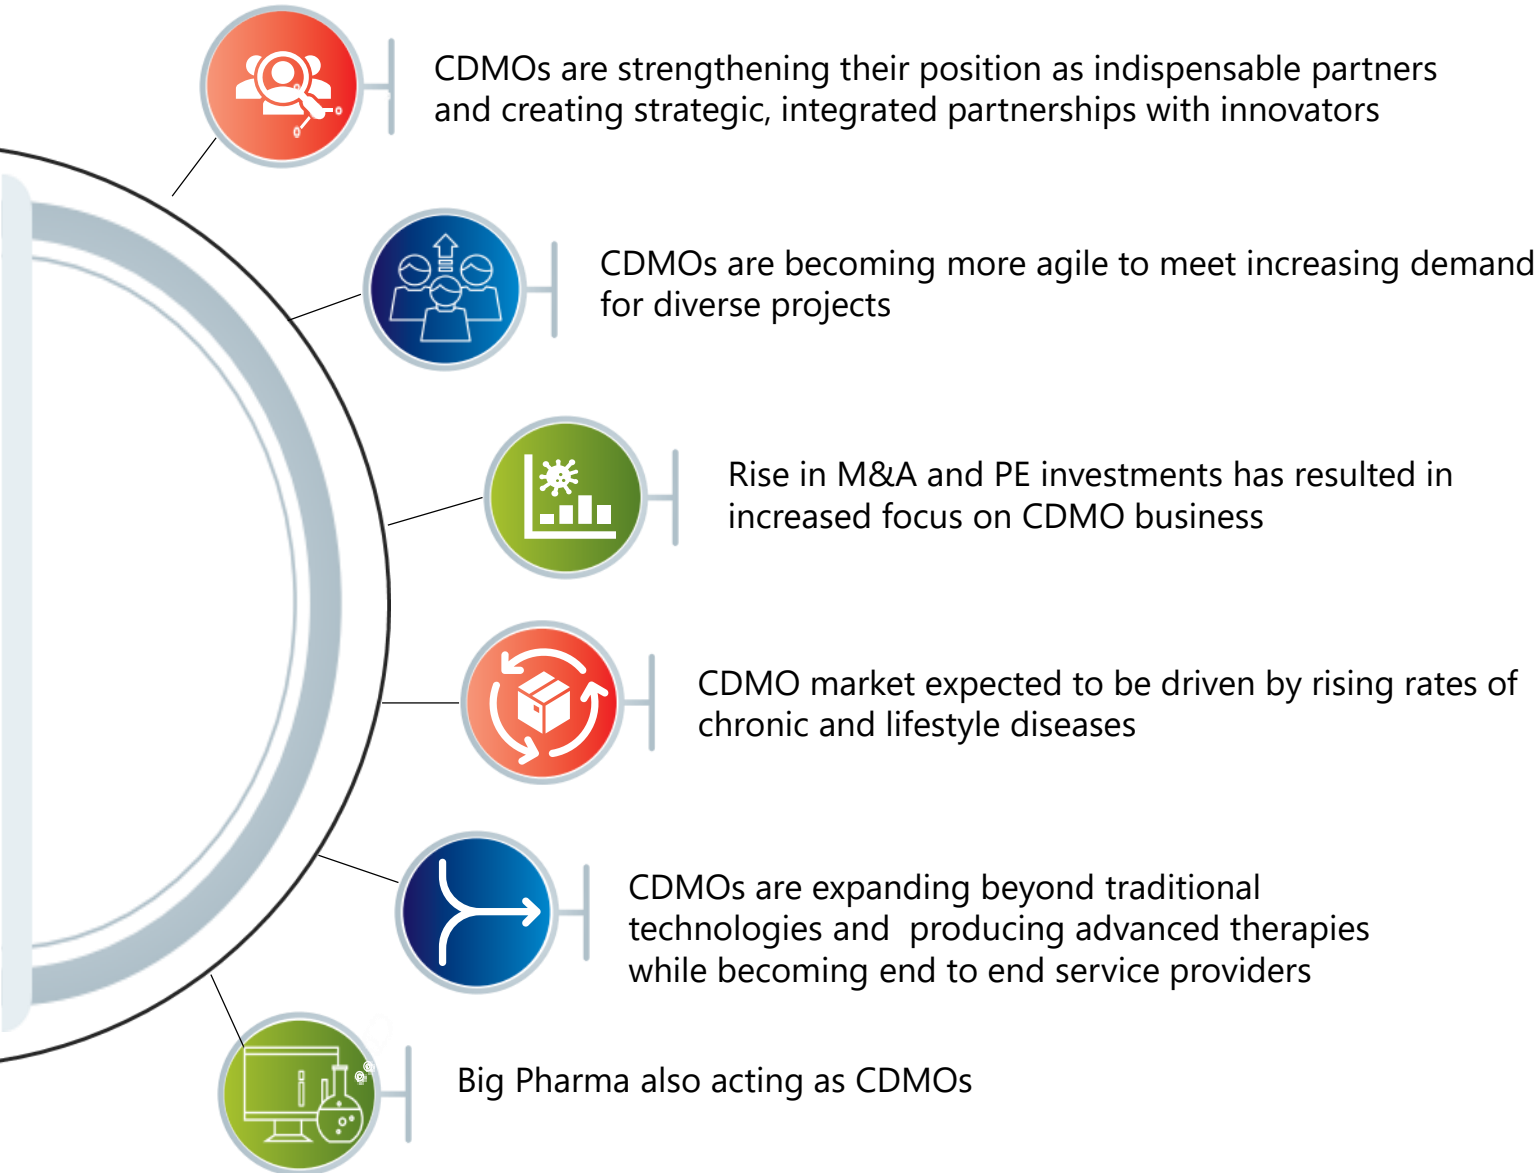 CDMOs are strengthening their position as indispensable partners
and creating strategic, integrated partnerships with innovators
CDMOs are becoming more agile to meet increasing demand
for diverse projects
Rise in M&A and PE investments has resulted in
increased focus on CDMO business
CDMO market expected to be driven by rising rates of
chronic and lifestyle diseases
CDMOs are expanding beyond traditional
technologies and  producing advanced therapies
while becoming end to end service providers
Big Pharma also acting as CDMOs